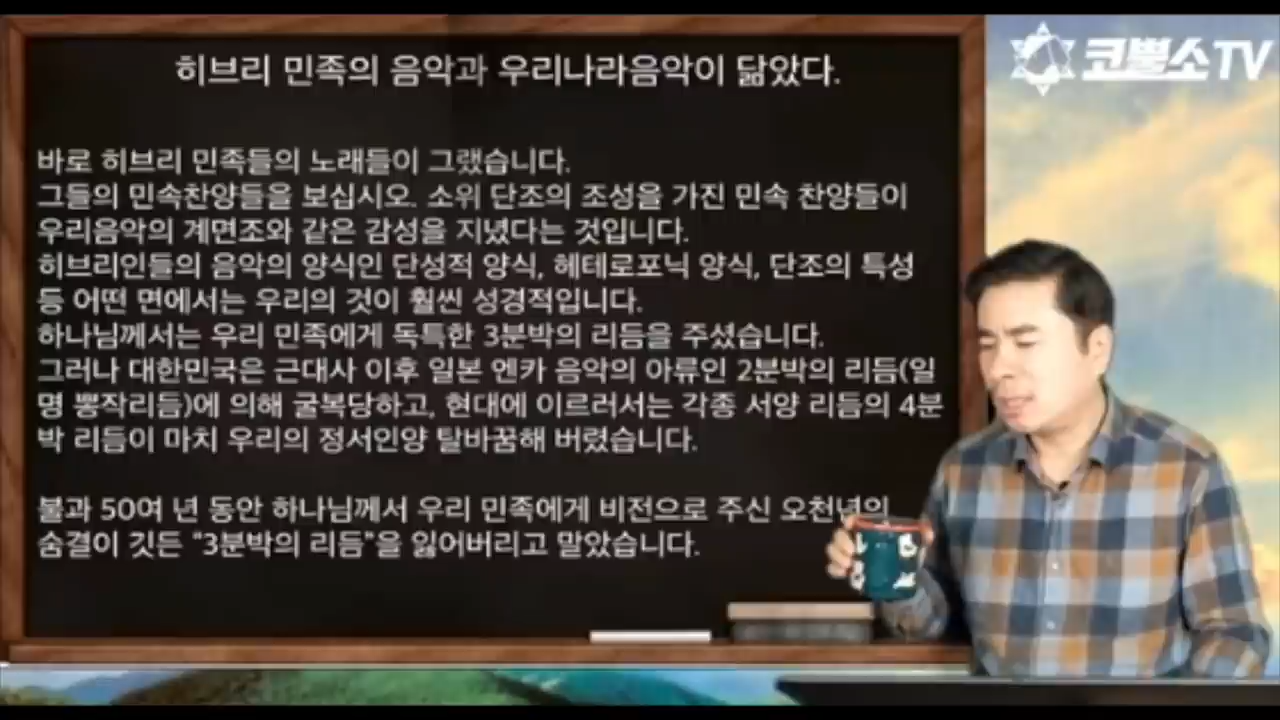 히브리 민족의 음악과 우리나라음악이 닮았다.
코뿔소TV
바로 히브리 민족들의 노래들이 그랬습니다.
그들의 민속찬양들을 보십시오. 소위 단조의 조성을 가진 민속 찬양들이
우리음악의 계면조와 같은 감성을 지녔다는 것입니다.
히브리인들의 음악의 양식인 단성적 양식, 헤테로포닉 양식, 단조의 특성
등 어떤 면에서는 우리의 것이 훨씬 성경적입니다.
하나님께서는 우리 민족에게 독특한 3분박의 리듬을 주셨습니다.
그러나 대한민국은 근대사 이후 일본 엔카 음악의 아류인 2분박의 리듬(일
명 뽕작리듬)에 의해 굴복당하고, 현대에 이르러서는 각종 서양 리듬의 4분
박 리듬이 마치 우리의 정서인양 탈바꿈해 버렸습니다.
불과 50여 년 동안 하나님께서 우리 민족에게 비전으로 주신 오천년의
숨결이 깃든 "3분박의 리듬"을 잃어버리고 말았습니다.